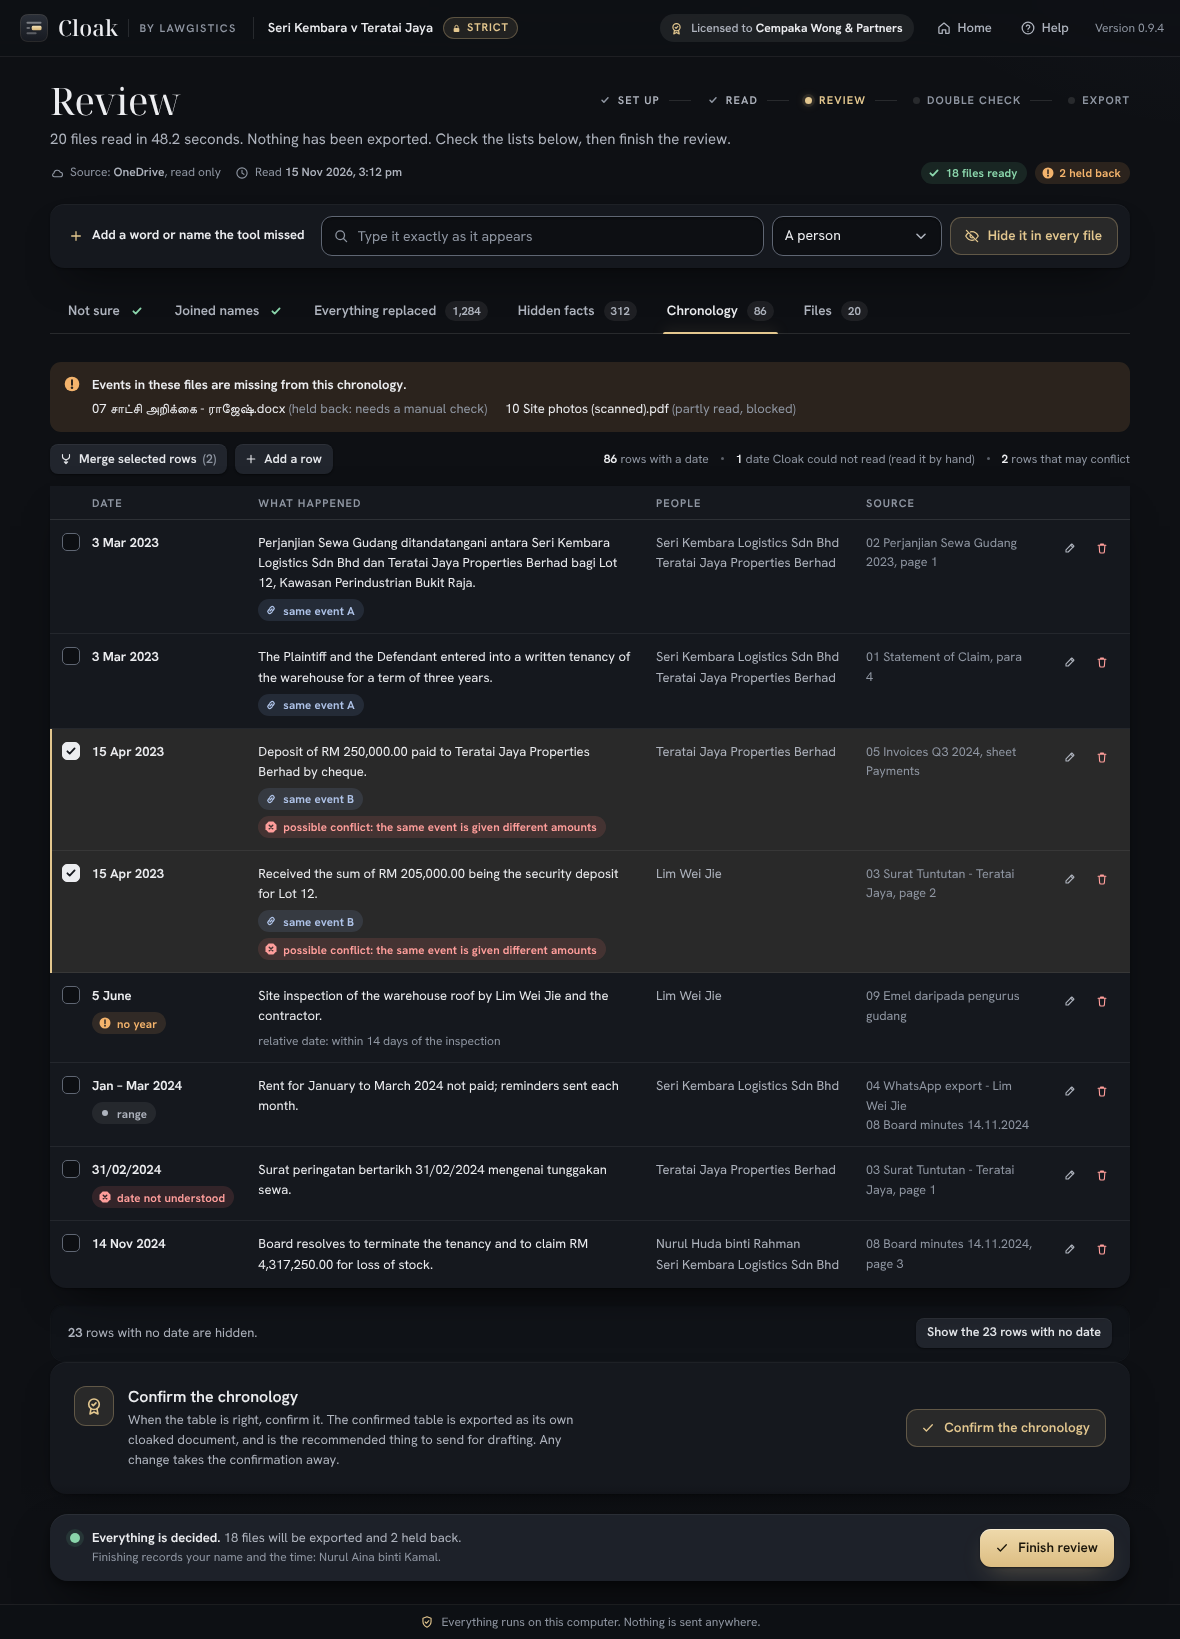 Cloak BY LAWGISTICS Seri Kembara v Teratai Jaya STRICT Licensed to Cempaka Wong & Partners Home Help Version 0.9.4
Review
SET UP READ REVIEW DOUBLE CHECK EXPORT
20 files read in 48.2 seconds. Nothing has been exported. Check the lists below, then finish the review.
Source: OneDrive, read only Read 15 Nov 2026, 3:12 pm 18 files ready 2 held back
Add a word or name the tool missed Type it exactly as it appears A person Hide it in every file
Not sure Joined names Everything replaced 1,284 Hidden facts 312 Chronology 86 Files 20
Events in these files are missing from this chronology.
07 சாட்சி அறிக்கை - ராஜேஷ்.docx (held back: needs a manual check) 10 Site photos (scanned).pdf (partly read, blocked)
Merge selected rows (2) + Add a row 86 rows with a date • 1 date Cloak could not read (read it by hand) • 2 rows that may conflict
DATE WHAT HAPPENED PEOPLE SOURCE
3 Mar 2023
Perjanjian Sewa Gudang ditandatangani antara Seri Kembara
Logistics Sdn Bhd dan Teratai Jaya Properties Berhad bagi Lot
12, Kawasan Perindustrian Bukit Raja.
same event A
Seri Kembara Logistics Sdn Bhd
Teratai Jaya Properties Berhad
02 Perjanjian Sewa Gudang
2023, page 1
3 Mar 2023
The Plaintiff and the Defendant entered into a written tenancy of
the warehouse for a term of three years.
same event A
Seri Kembara Logistics Sdn Bhd
Teratai Jaya Properties Berhad
01 Statement of Claim, para
4
15 Apr 2023
Deposit of RM 250,000.00 paid to Teratai Jaya Properties
Berhad by cheque.
same event B
possible conflict: the same event is given different amounts
Teratai Jaya Properties Berhad
05 Invoices Q3 2024, sheet
Payments
15 Apr 2023
Received the sum of RM 205,000.00 being the security deposit
for Lot 12.
same event B
possible conflict: the same event is given different amounts
Lim Wei Jie
03 Surat Tuntutan - Teratai
Jaya, page 2
5 June
no year
Site inspection of the warehouse roof by Lim Wei Jie and the
contractor.
relative date: within 14 days of the inspection
Lim Wei Jie
09 Emel daripada pengurus
gudang
Jan – Mar 2024
range
Rent for January to March 2024 not paid; reminders sent each
month.
Seri Kembara Logistics Sdn Bhd
04 WhatsApp export - Lim
Wei Jie
08 Board minutes 14.11.2024
31/02/2024
date not understood
Surat peringatan bertarikh 31/02/2024 mengenai tunggakan
sewa.
Teratai Jaya Properties Berhad
03 Surat Tuntutan - Teratai
Jaya, page 1
14 Nov 2024
Board resolves to terminate the tenancy and to claim RM
4,317,250.00 for loss of stock.
Nurul Huda binti Rahman
Seri Kembara Logistics Sdn Bhd
08 Board minutes 14.11.2024,
page 3
23 rows with no date are hidden. Show the 23 rows with no date
Confirm the chronology
When the table is right, confirm it. The confirmed table is exported as its own
cloaked document, and is the recommended thing to send for drafting. Any
change takes the confirmation away.
Confirm the chronology
Everything is decided. 18 files will be exported and 2 held back.
Finishing records your name and the time: Nurul Aina binti Kamal.
Finish review
Everything runs on this computer. Nothing is sent anywhere.